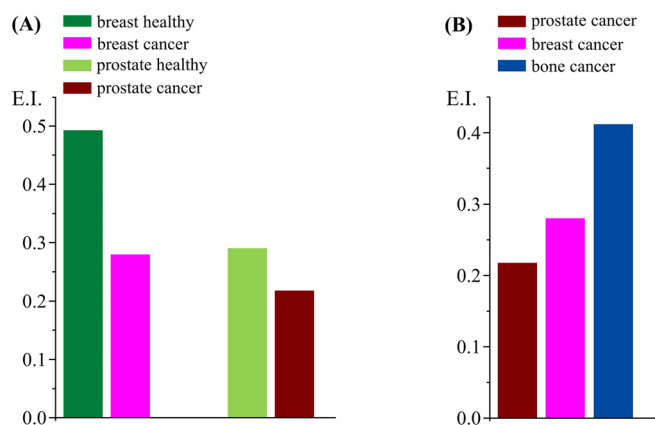 (A)
breast healthy
breast cancer
prostate healthy
prostate cancer
E.I.
0.5
0.4
0.3
0.2
0.1
0.0
(B)
prostate cancer
breast cancer
bone cancer
E.I.
0.4
0.3
0.2
0.1
0.0